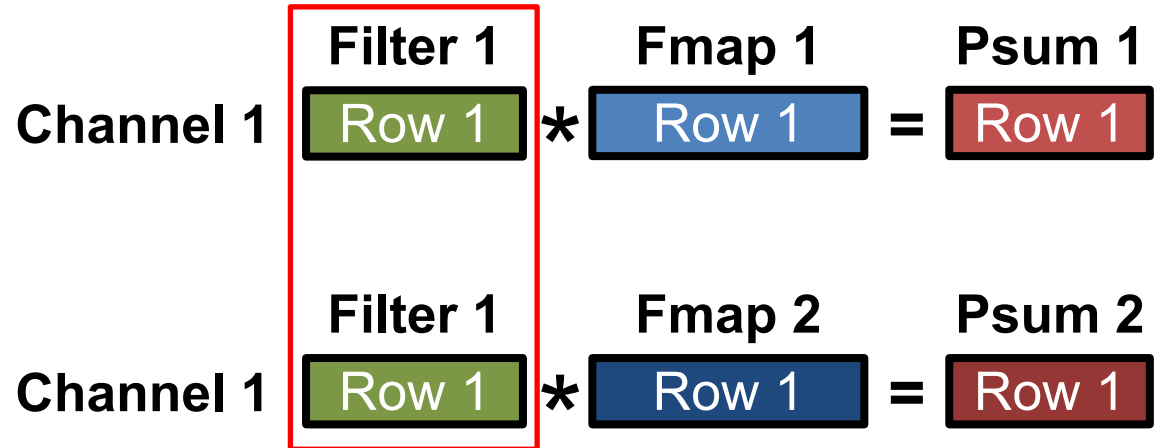 Filter 1 Fmap 1 Psum 1
Channel 1 Row 1 * Row 1 = Row 1
Filter 1 Fmap 2 Psum 2
Channel 1 Row 1 * Row 1 = Row 1